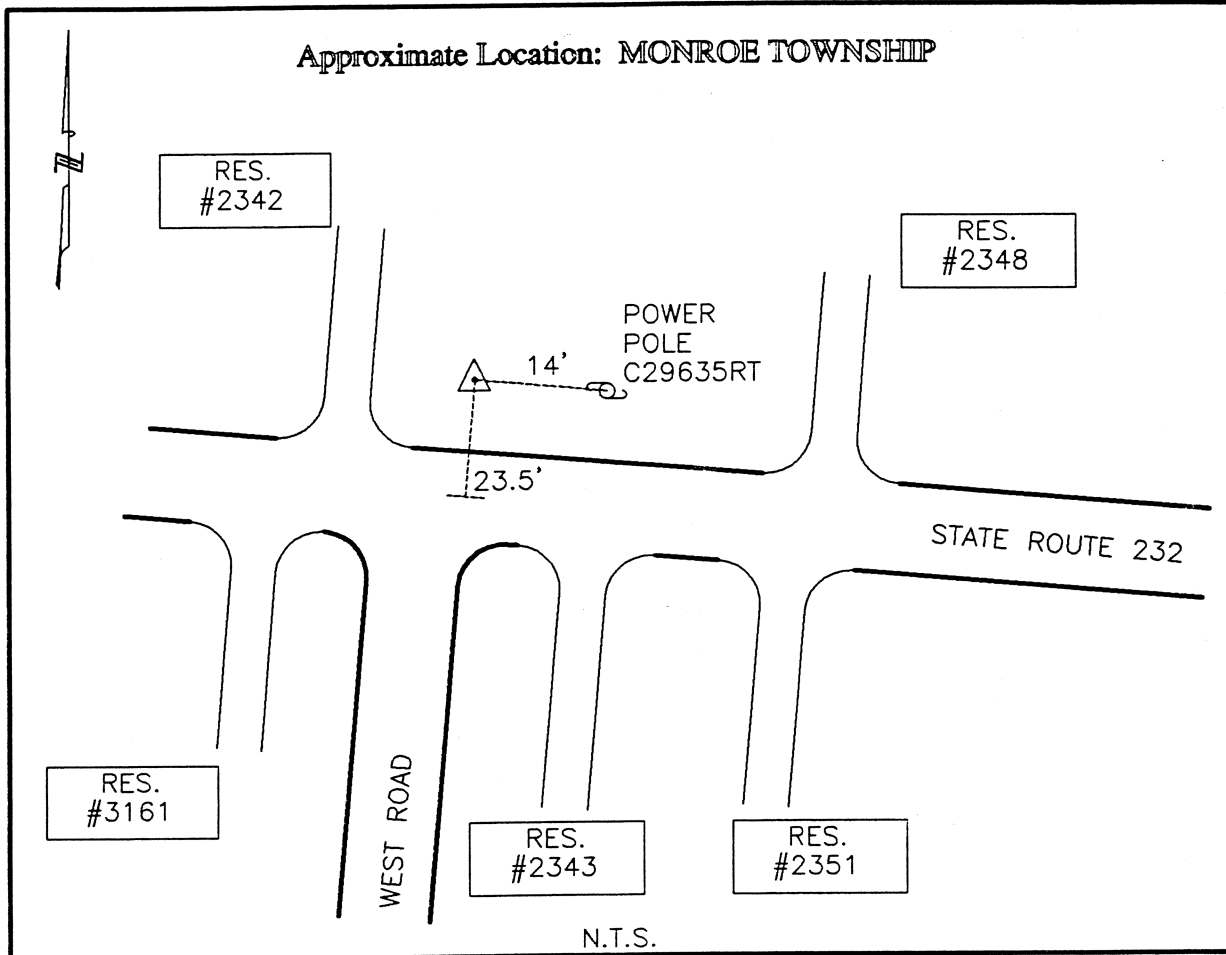 Approximate Location: MONROE TOWNSHIP
N
RES.
#2342
RES.
#2348
POWER
POLE
C29635RT
14'
23.5'
STATE ROUTE 232
RES.
#3161
WEST ROAD
RES.
#2343
RES.
#2351
N.T.S.